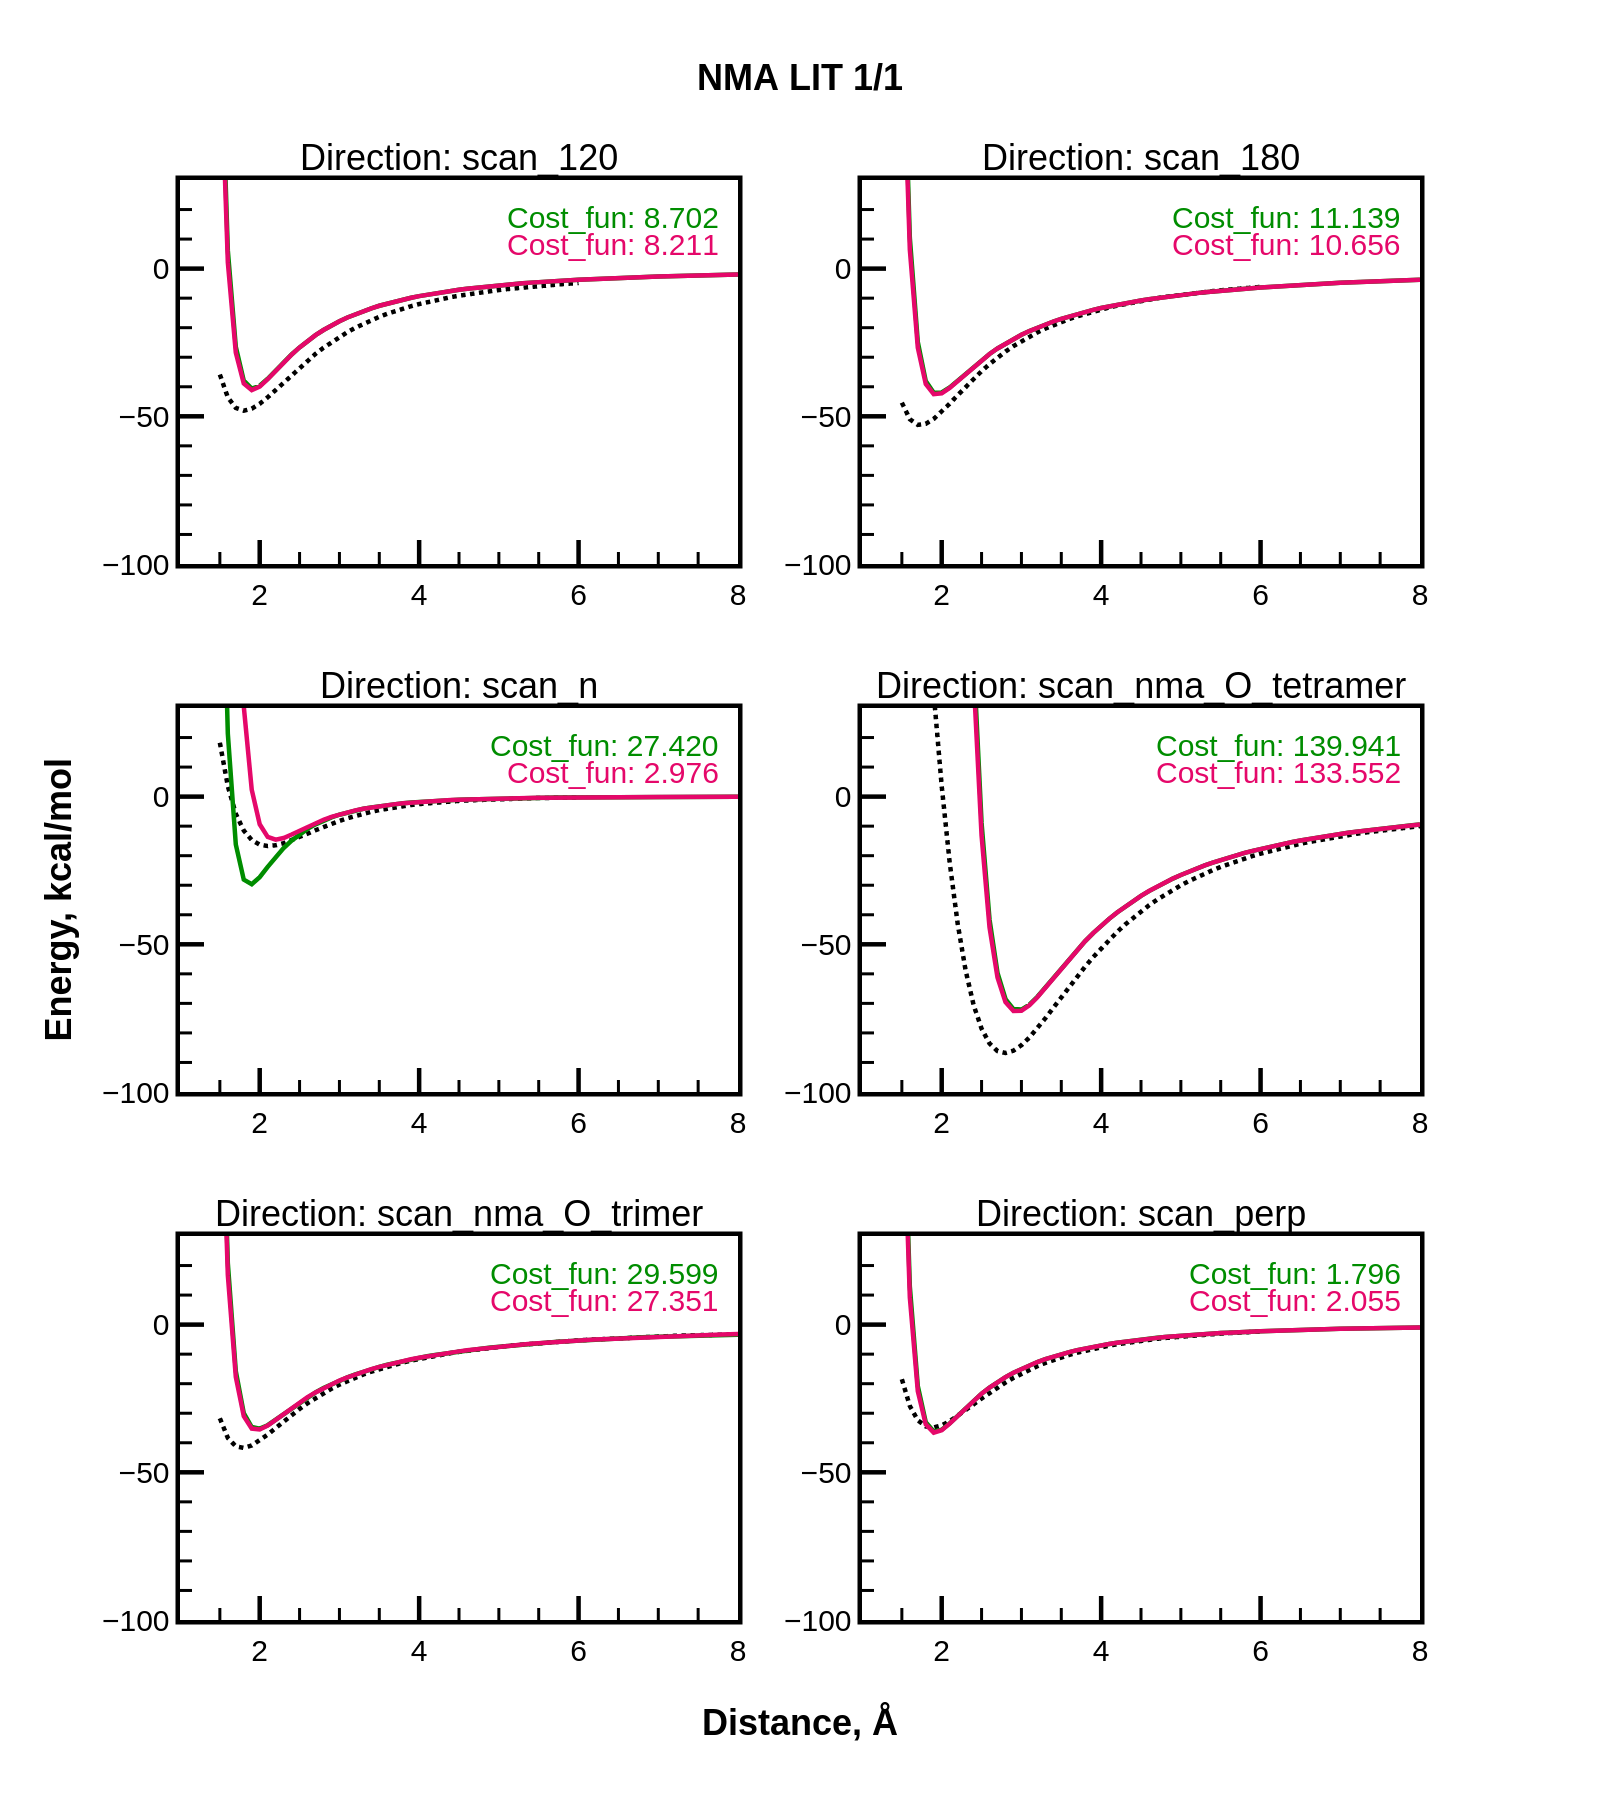 NMA LIT 1/1
Direction: scan_120
Cost_fun: 8.702
Cost_fun: 8.211
0
−50
−100
2 4 6 8
Direction: scan_180
Cost_fun: 11.139
Cost_fun: 10.656
0
−50
−100
2 4 6 8
Energy, kcal/mol
Direction: scan_n
Cost_fun: 27.420
Cost_fun: 2.976
0
−50
−100
2 4 6 8
Direction: scan_nma_O_tetramer
Cost_fun: 139.941
Cost_fun: 133.552
0
−50
−100
2 4 6 8
Direction: scan_nma_O_trimer
Cost_fun: 29.599
Cost_fun: 27.351
0
−50
−100
2 4 6 8
Direction: scan_perp
Cost_fun: 1.796
Cost_fun: 2.055
0
−50
−100
2 4 6 8
Distance, Å